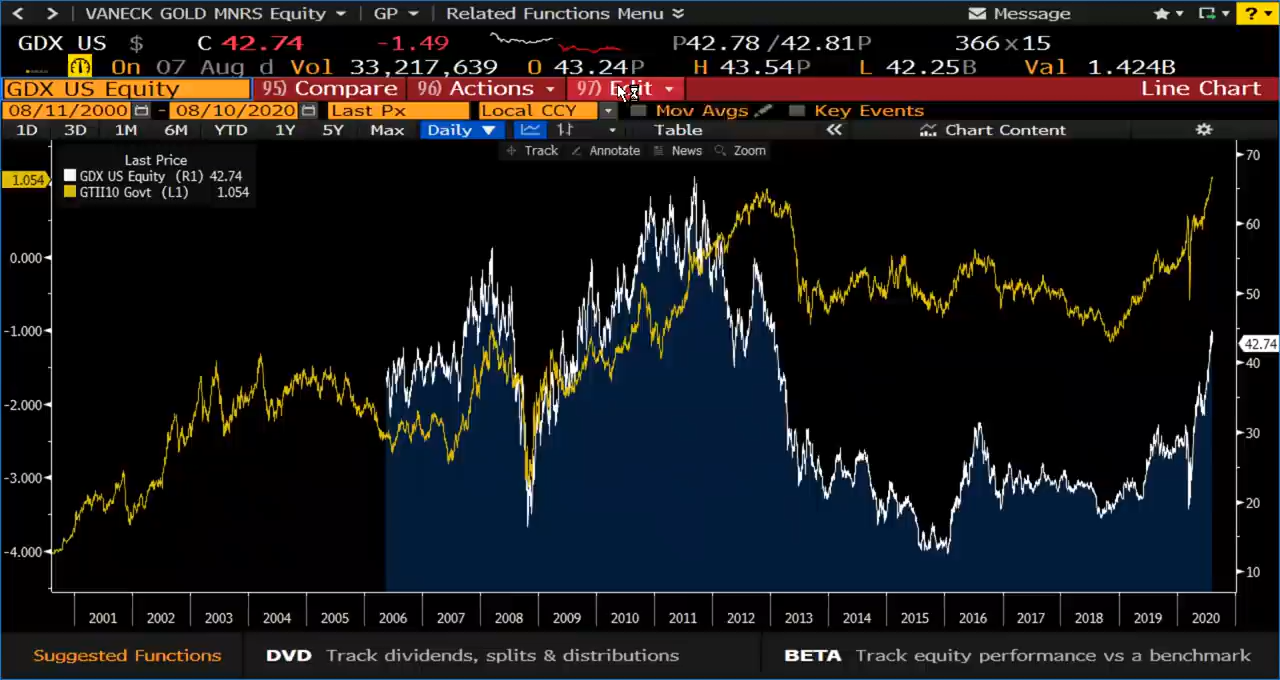 VANECK GOLD MNRS Equity GP Related Functions Menu Message ?
GDX US $ C 42.74 -1.49 P42.78 /42.81P 366x15
On 07 Aug d Vol 33,217,639 O 43.24P H 43.54P L 42.25B Val 1.424B
GDX US Equity 95) Compare 96) Actions 97) Edit Line Chart
08/11/2000 - 08/10/2020 Last Px Local CCY Mov Avgs Key Events
1D 3D 1M 6M YTD 1Y 5Y Max Daily ▼ Table « Chart Content
Track Annotate News Zoom
Last Price
GDX US Equity (R1) 42.74
GTII10 Govt (L1) 1.054
1.054
0.000
-1.000
-2.000
-3.000
-4.000
70
60
50
42.74
40
30
20
10
2001 2002 2003 2004 2005 2006 2007 2008 2009 2010 2011 2012 2013 2014 2015 2016 2017 2018 2019 2020
Suggested Functions DVD Track dividends, splits & distributions BETA Track equity performance vs a benchmark